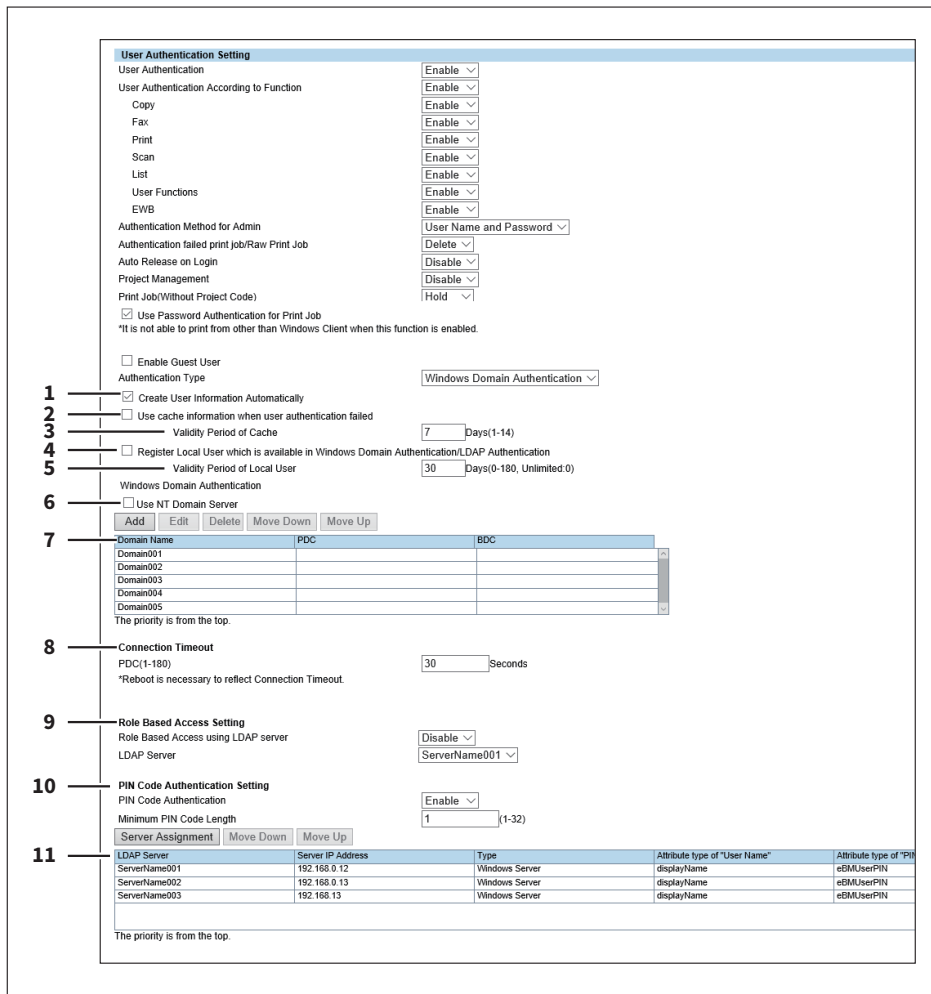 User Authentication Setting
User Authentication Enable
User Authentication According to Function Enable
Copy Enable
Fax Enable
Print Enable
Scan Enable
List Enable
User Functions Enable
EWB Enable
Authentication Method for Admin User Name and Password
Authentication failed print job/Raw Print Job Delete
Auto Release on Login Disable
Project Management Disable
Print Job(Without Project Code) Hold
Use Password Authentication for Print Job
*It is not able to print from other than Windows Client when this function is enabled.
Enable Guest User
Authentication Type Windows Domain Authentication
1 Create User Information Automatically
2 Use cache information when user authentication failed
3 Validity Period of Cache 7 Days(1-14)
4 Register Local User which is available in Windows Domain Authentication/LDAP Authentication
5 Validity Period of Local User 30 Days(0-180, Unlimited:0)
Windows Domain Authentication
6 Use NT Domain Server
Add Edit Delete Move Down Move Up
7 Domain Name PDC BDC
Domain001
Domain002
Domain003
Domain004
Domain005
The priority is from the top.
8 Connection Timeout
PDC(1-180) 30 Seconds
*Reboot is necessary to reflect Connection Timeout.
9 Role Based Access Setting
Role Based Access using LDAP server Disable
LDAP Server ServerName001
10 PIN Code Authentication Setting
PIN Code Authentication Enable
Minimum PIN Code Length 1 (1-32)
Server Assignment Move Down Move Up
11 LDAP Server Server IP Address Type Attribute type of "User Name" Attribute type of "PIN
ServerName001 192.168.0.12 Windows Server displayName eBMUserPIN
ServerName002 192.168.0.13 Windows Server displayName eBMUserPIN
ServerName003 192.168.13 Windows Server displayName eBMUserPIN
The priority is from the top.